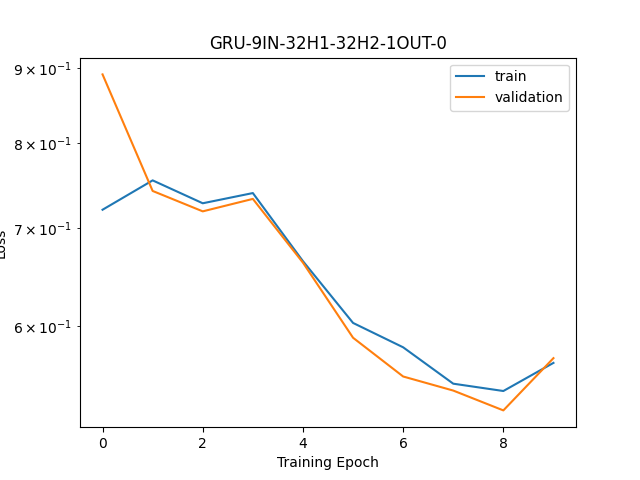 GRU-9IN-32H1-32H2-1OUT-0
9 × 10⁻¹
8 × 10⁻¹
7 × 10⁻¹
6 × 10⁻¹
Loss
train
validation
0 2 4 6 8
Training Epoch